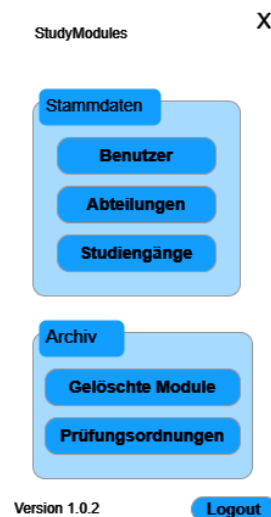 StudyModules
X
Stammdaten
Benutzer
Abteilungen
Studiengänge
Archiv
Gelöschte Module
Prüfungsordnungen
Version 1.0.2
Logout